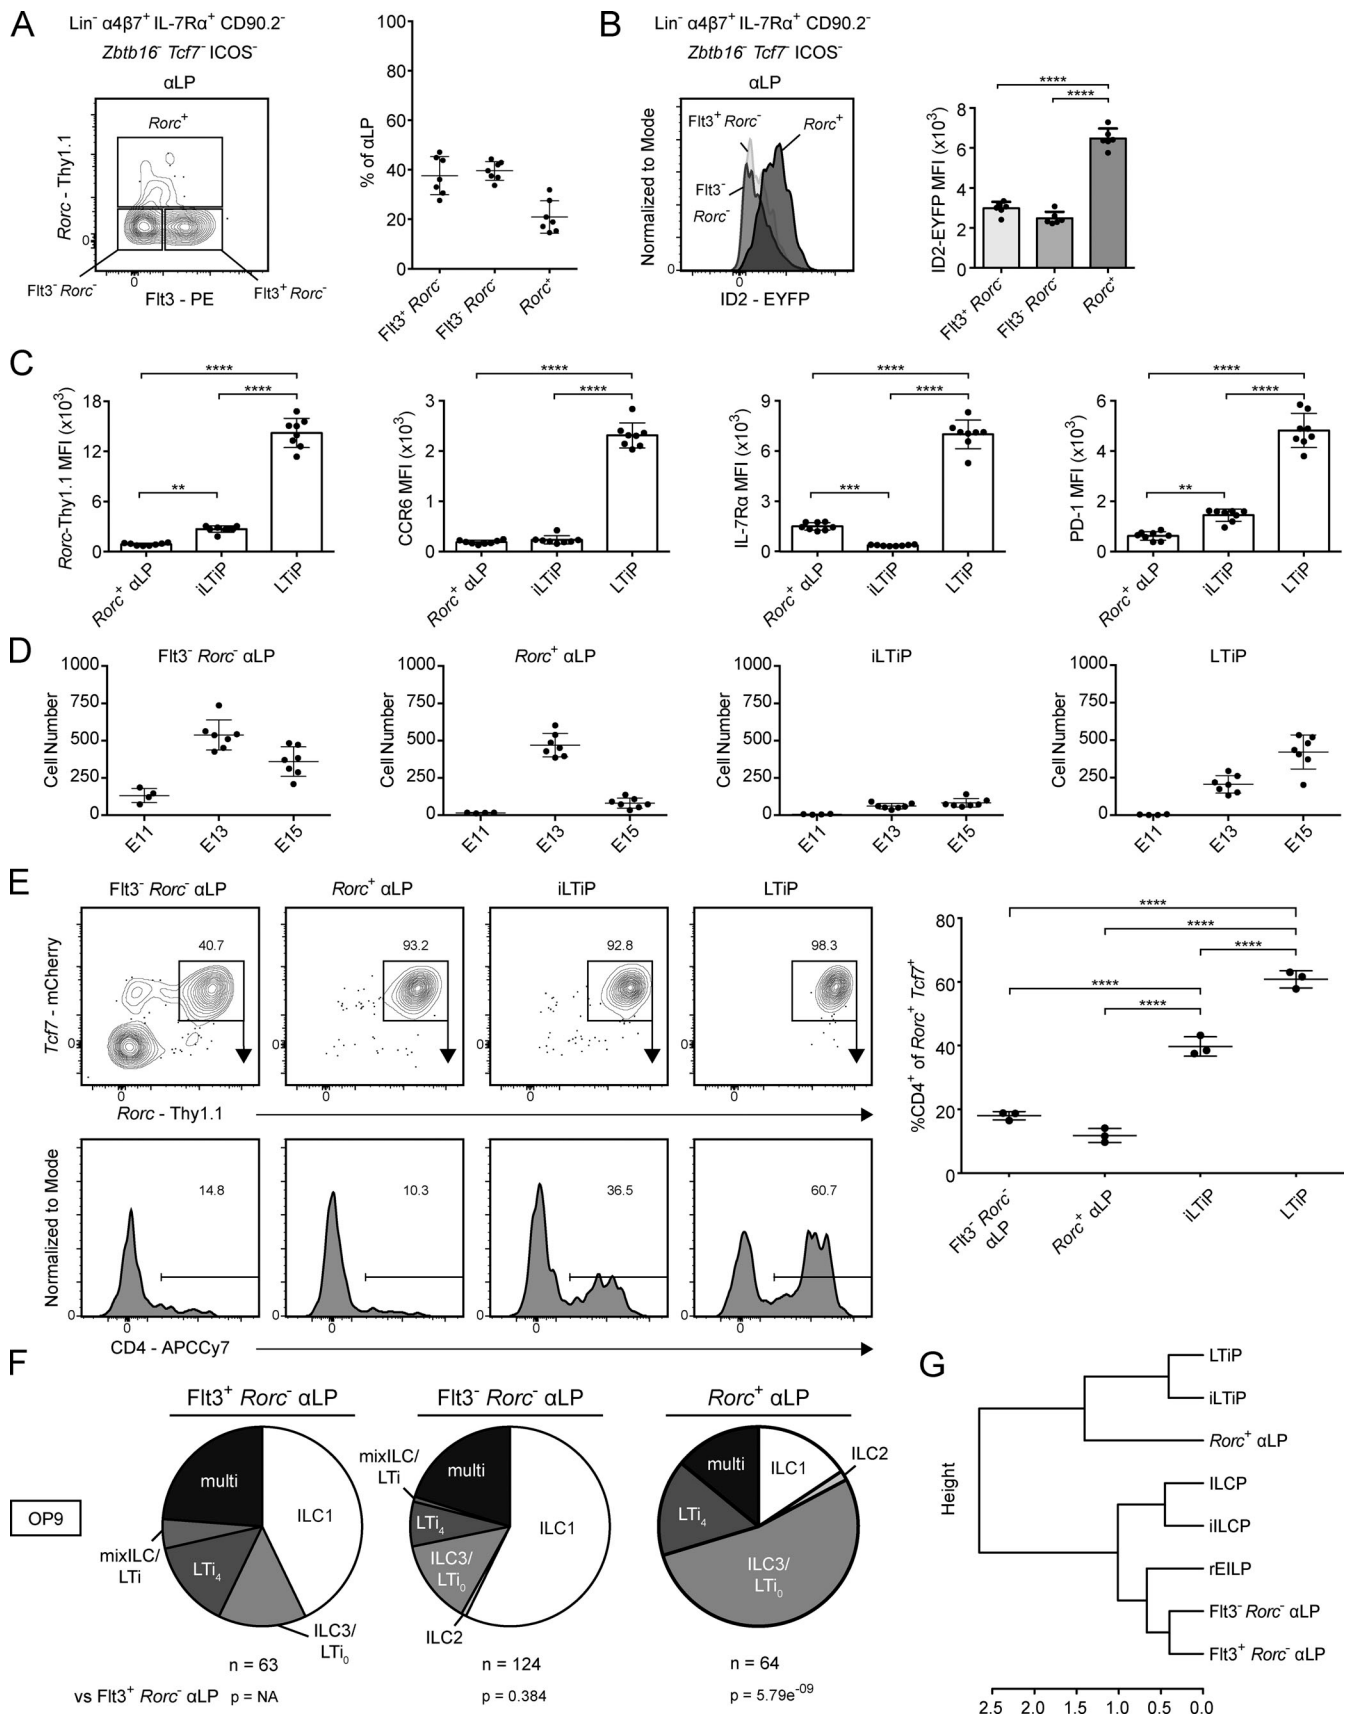 A
Lin⁻ α4β7⁺ IL-7Rα⁺ CD90.2⁻
Zbtb16⁻ Tcf7⁻ ICOS⁻
αLP
Rorc⁺
Rorc - Thy1.1
0
0
Flt3⁻ Rorc⁻
Flt3 - PE
Flt3⁺ Rorc⁻
% of αLP
100
80
60
40
20
0
Flt3⁺ Rorc⁻
Flt3⁻ Rorc⁻
Rorc⁺
B
Lin⁻ α4β7⁺ IL-7Rα⁺ CD90.2⁻
Zbtb16⁻ Tcf7⁻ ICOS⁻
αLP
Normalized to Mode
Flt3⁺ Rorc⁻
Rorc⁺
Flt3⁻
Rorc⁻
0
0
ID2 - EYFP
ID2-EYFP MFI (x10³)
8
6
4
2
0
****
****
Flt3⁺ Rorc⁻
Flt3⁻ Rorc⁻
Rorc⁺
C
Rorc-Thy1.1 MFI (x10³)
18
12
6
0
****
****
**
Rorc⁺ αLP
iLTiP
LTiP
CCR6 MFI (x10³)
3
2
1
0
****
****
Rorc⁺ αLP
iLTiP
LTiP
IL-7Rα MFI (x10³)
9
6
3
0
****
****
***
Rorc⁺ αLP
iLTiP
LTiP
PD-1 MFI (x10³)
6
4
2
0
****
****
**
Rorc⁺ αLP
iLTiP
LTiP
D
Flt3⁻ Rorc⁻ αLP
Cell Number
1000
750
500
250
0
E11
E13
E15
Rorc⁺ αLP
Cell Number
1000
750
500
250
0
E11
E13
E15
iLTiP
Cell Number
1000
750
500
250
0
E11
E13
E15
LTiP
Cell Number
1000
750
500
250
0
E11
E13
E15
E
Flt3⁻ Rorc⁻ αLP
Rorc⁺ αLP
iLTiP
LTiP
Tcf7 - mCherry
40.7
93.2
92.8
98.3
0
0
0
0
0
0
0
0
Rorc - Thy1.1
Normalized to Mode
14.8
10.3
36.5
60.7
0
0
0
0
0
0
0
0
CD4 - APCCy7
%CD4⁺ of Rorc⁺ Tcf7⁺
80
60
40
20
0
****
****
****
****
****
Flt3⁻ Rorc⁻
αLP
Rorc⁺ αLP
iLTiP
LTiP
F
OP9
Flt3⁺ Rorc⁻ αLP
multi
ILC1
mixILC/
LTi
LTi₄
ILC3/
LTi₀
n = 63
vs Flt3⁺ Rorc⁻ αLP p = NA
Flt3⁻ Rorc⁻ αLP
mixILC/
LTi
multi
ILC1
LTi₄
ILC3/
LTi₀
ILC2
n = 124
p = 0.384
Rorc⁺ αLP
multi
ILC1
ILC2
LTi₄
ILC3/
LTi₀
n = 64
p = 5.79e⁻⁰⁹
G
Height
LTiP
iLTiP
Rorc⁺ αLP
ILCP
iILCP
rEILP
Flt3⁻ Rorc⁻ αLP
Flt3⁺ Rorc⁻ αLP
2.5 2.0 1.5 1.0 0.5 0.0